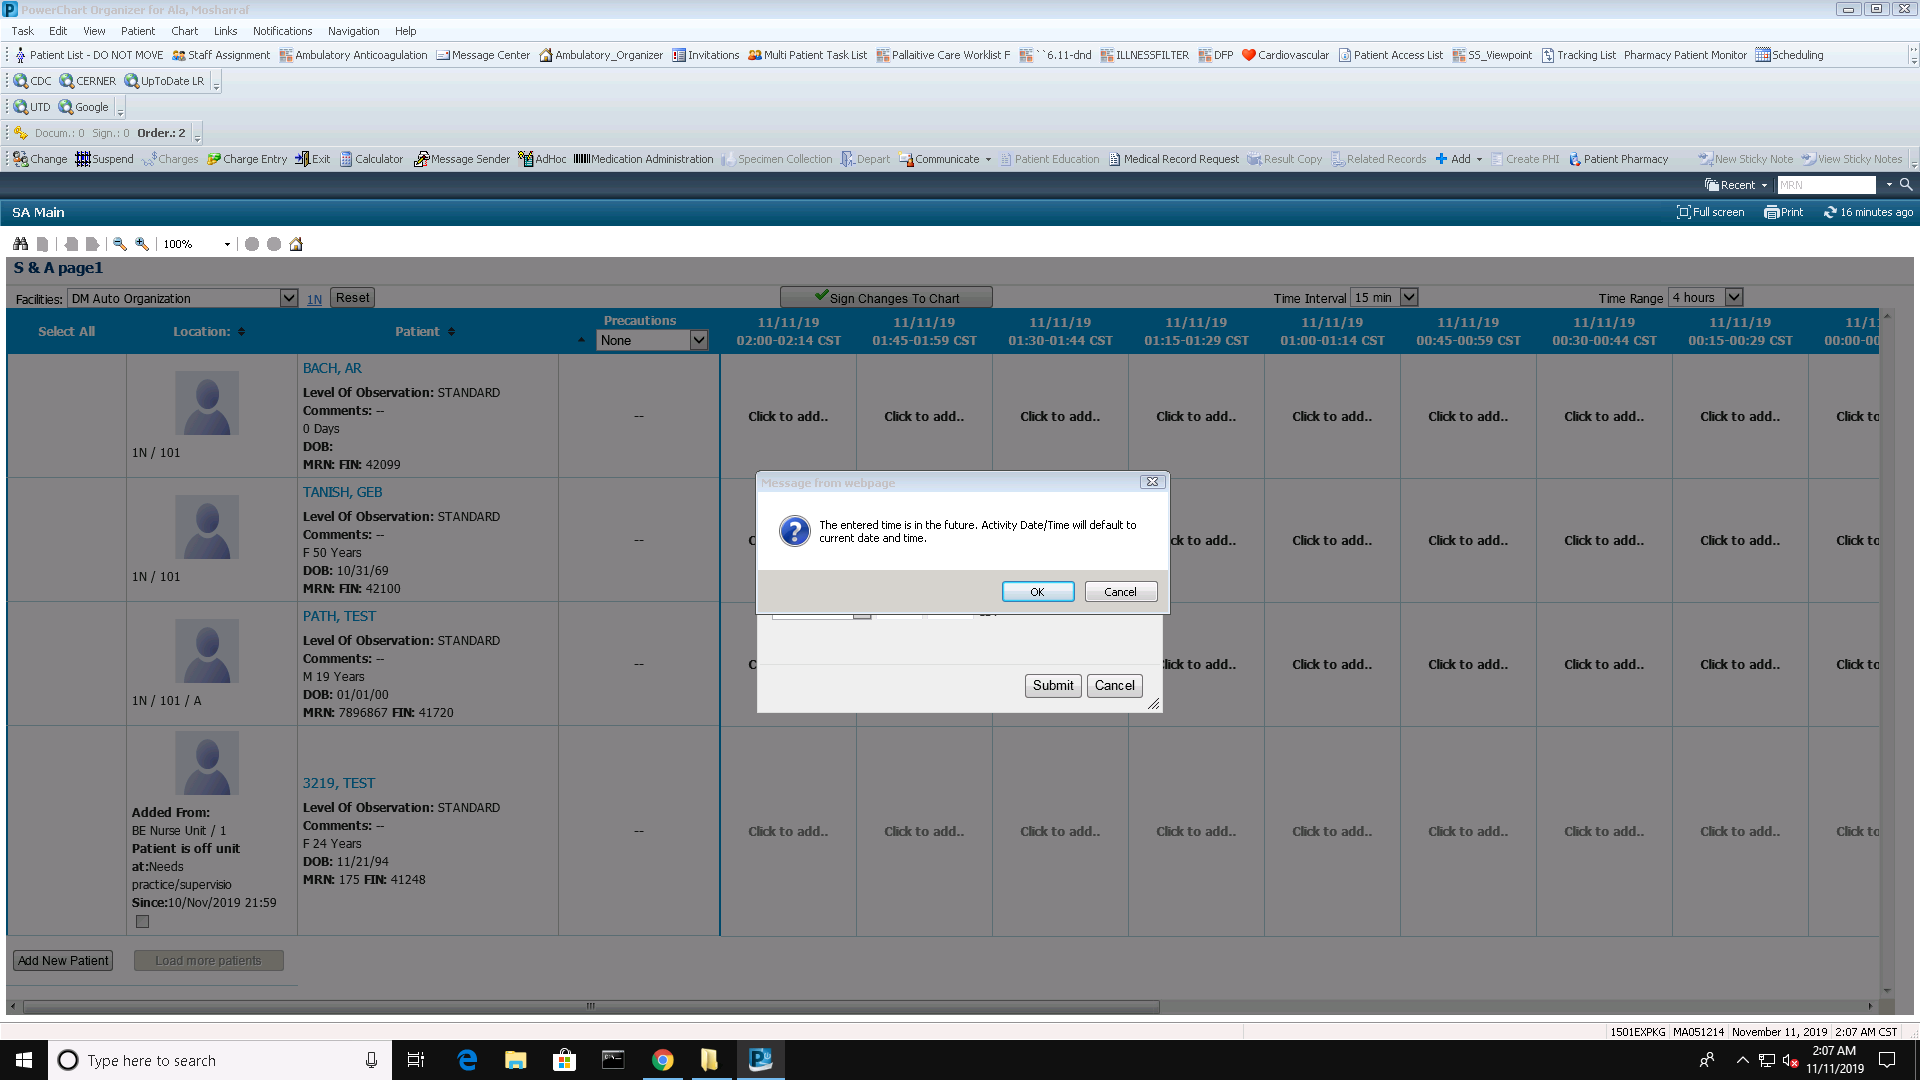 PowerChart Organizer for Ala, Mosharraf
Task Edit View Patient Chart Links Notifications Navigation Help
Patient List - DO NOT MOVE Staff Assignment Ambulatory Anticoagulation Message Center Ambulatory_Organizer Invitations Multi Patient Task List Pallaitive Care Worklist F ``6.11-dnd ILLNESSFILTER DFP Cardiovascular Patient Access List SS_Viewpoint Tracking List Pharmacy Patient Monitor Scheduling
CDC CERNER UpToDate LR
UTD Google
Docum.: 0 Sign.: 0 Order.: 2
Change Suspend Charges Charge Entry Exit Calculator Message Sender AdHoc Medication Administration Specimen Collection Depart Communicate Patient Education Medical Record Request Result Copy Related Records Add Create PHI Patient Pharmacy New Sticky Note View Sticky Notes
Recent MRN
SA Main Full screen Print 16 minutes ago
100%
S & A page1
Facilities: DM Auto Organization 1N Reset Sign Changes To Chart Time Interval 15 min Time Range 4 hours
Select All Location: Patient Precautions None
11/11/19 11/11/19 11/11/19 11/11/19 11/11/19 11/11/19 11/11/19 11/11/19 11/1
02:00-02:14 CST 01:45-01:59 CST 01:30-01:44 CST 01:15-01:29 CST 01:00-01:14 CST 00:45-00:59 CST 00:30-00:44 CST 00:15-00:29 CST 00:00-00
BACH, AR
Level Of Observation: STANDARD
Comments: --
0 Days
DOB:
MRN: FIN: 42099
1N / 101
--
Click to add.. Click to add.. Click to add.. Click to add.. Click to add.. Click to add.. Click to add.. Click to add.. Click to
TANISH, GEB
Level Of Observation: STANDARD
Comments: --
F 50 Years
DOB: 10/31/69
MRN: FIN: 42100
1N / 101
--
C ck to add.. Click to add.. Click to add.. Click to add.. Click to add.. Click to
PATH, TEST
Level Of Observation: STANDARD
Comments: --
M 19 Years
DOB: 01/01/00
MRN: 7896867 FIN: 41720
1N / 101 / A
--
C lick to add.. Click to add.. Click to add.. Click to add.. Click to add.. Click to
3219, TEST
Level Of Observation: STANDARD
Comments: --
F 24 Years
DOB: 11/21/94
MRN: 175 FIN: 41248
Added From:
BE Nurse Unit / 1
Patient is off unit
at:Needs
practice/supervisio
Since:10/Nov/2019 21:59
--
Click to add.. Click to add.. Click to add.. Click to add.. Click to add.. Click to add.. Click to add.. Click to add.. Click to
Message from webpage
The entered time is in the future. Activity Date/Time will default to
current date and time.
OK Cancel
Submit Cancel
Add New Patient Load more patients
1501EXPKG MA051214 November 11, 2019 2:07 AM CST
Type here to search
2:07 AM
11/11/2019